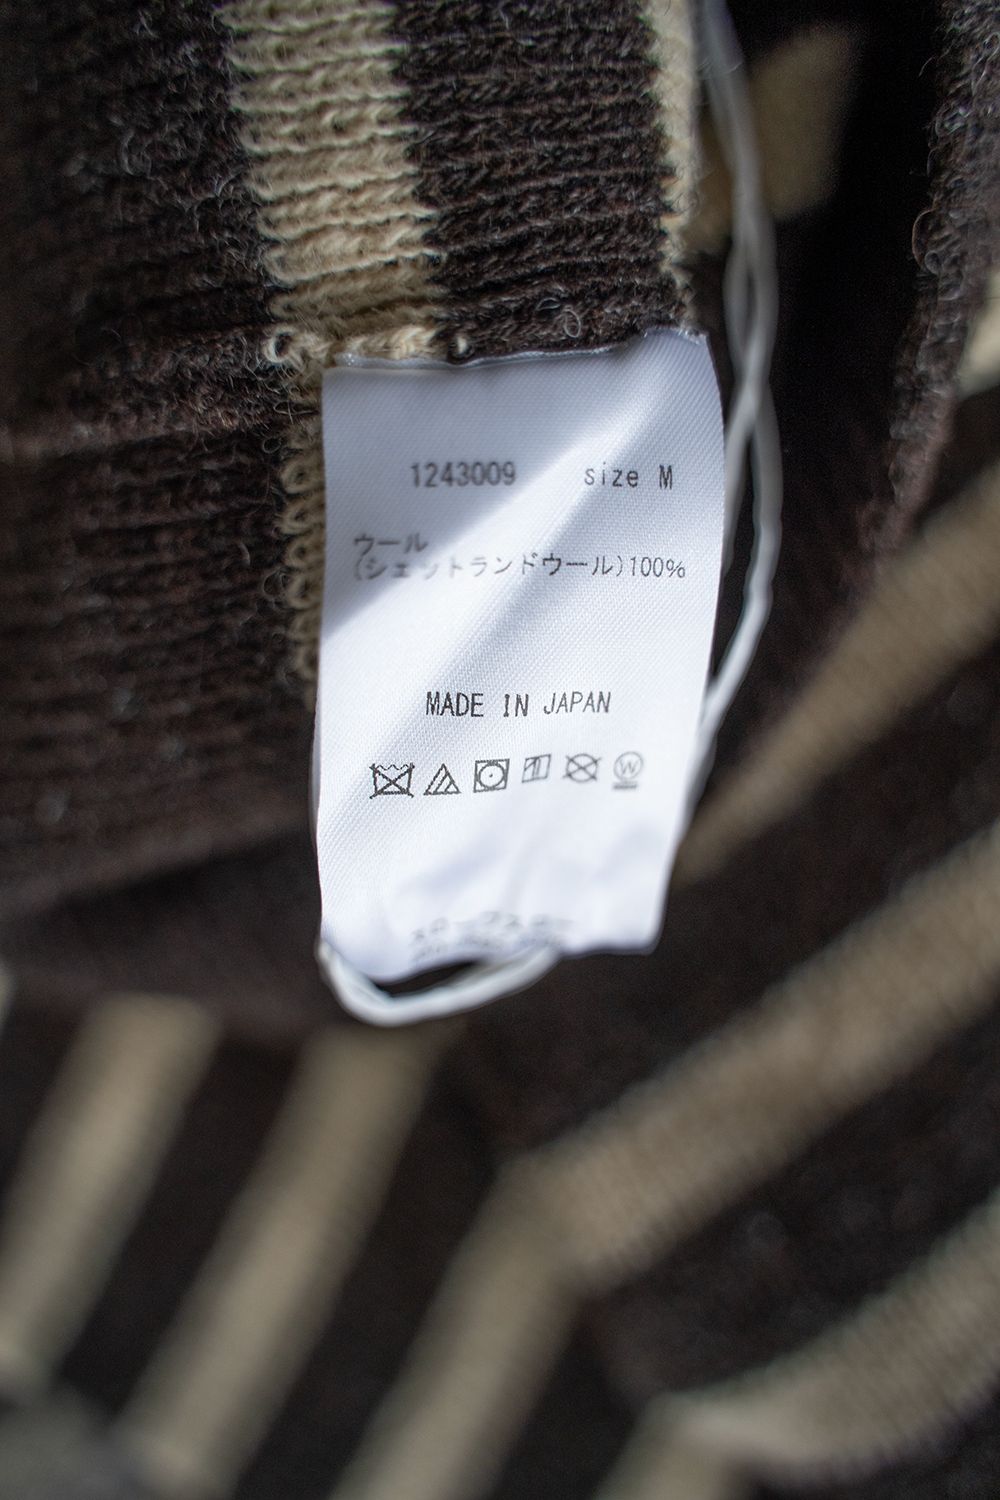 1243009 size M
ウール
(シェットランドウール)100%
MADE IN JAPAN